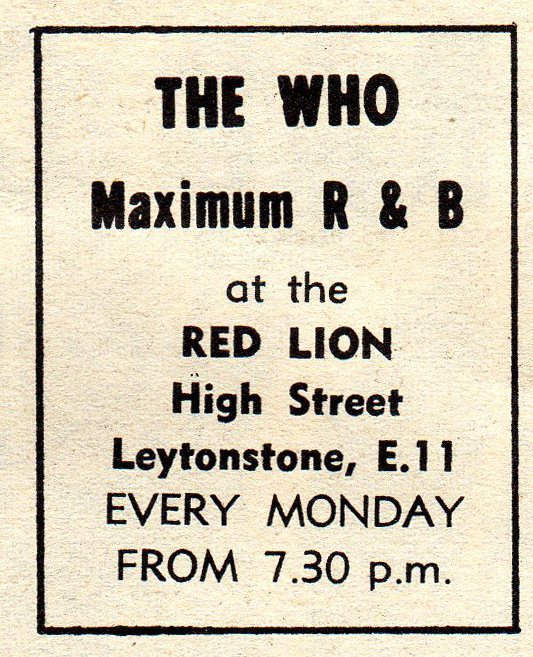 THE WHO
Maximum R & B
at the
RED LION
High Street
Leytonstone, E.11
EVERY MONDAY
FROM 7.30 p.m.